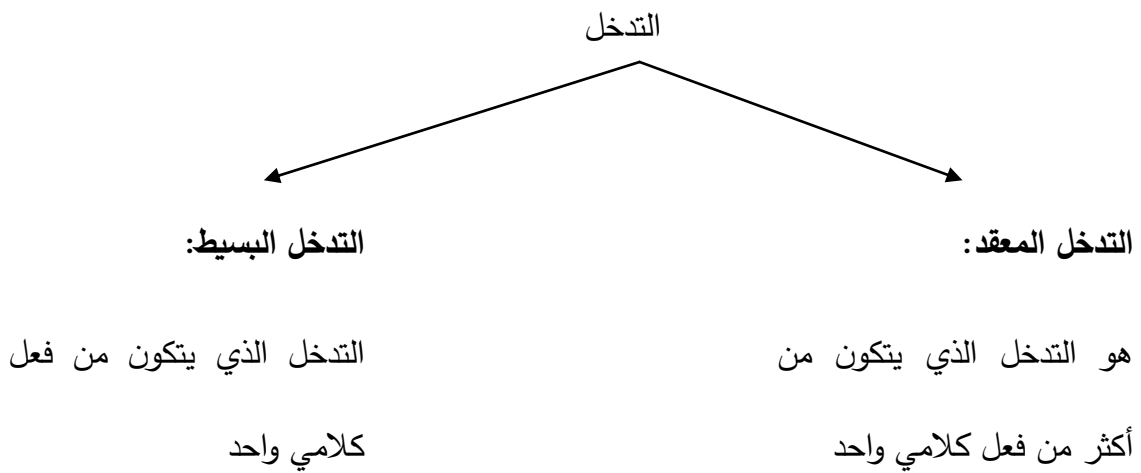 التدخل
التدخل المعقد:
هو التدخل الذي يتكون من
أكثر من فعل كلامي واحد
التدخل البسيط:
التدخل الذي يتكون من فعل
كلامي واحد